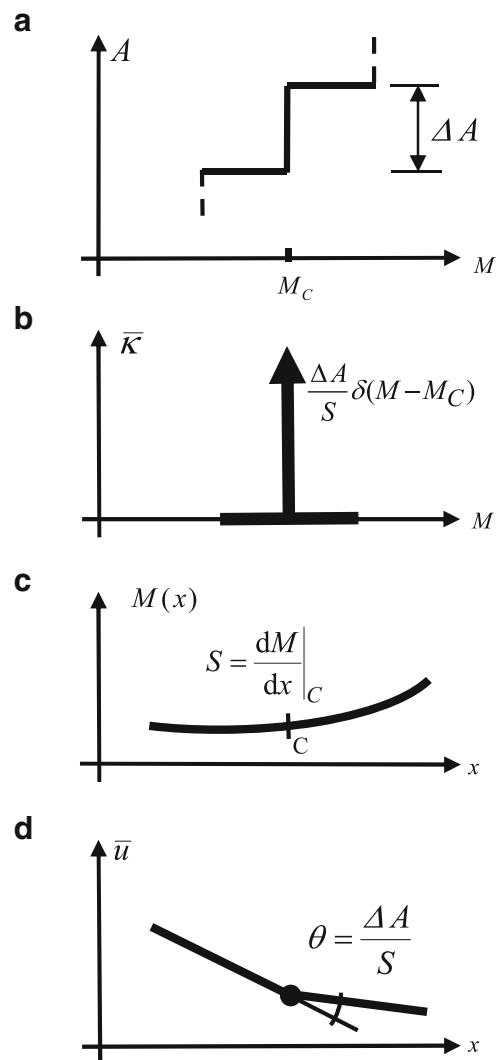 a
A
ΔA
M_C
M
b
κ̅
ΔA/S δ(M−M_C)
M
c
M(x)
S = dM/dx|_C
C
x
d
u̅
θ = ΔA/S
x